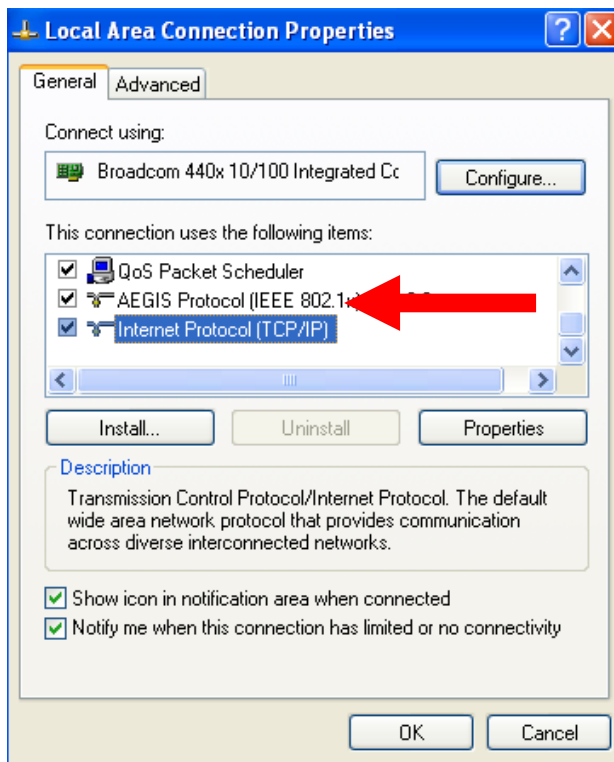 Local Area Connection Properties
General Advanced
Connect using:
Broadcom 440x 10/100 Integrated Cc
Configure...
This connection uses the following items:
QoS Packet Scheduler
AEGIS Protocol (IEEE 802.1
Internet Protocol (TCP/IP)
Install... Uninstall Properties
Description
Transmission Control Protocol/Internet Protocol. The default
wide area network protocol that provides communication
across diverse interconnected networks.
Show icon in notification area when connected
Notify me when this connection has limited or no connectivity
OK Cancel